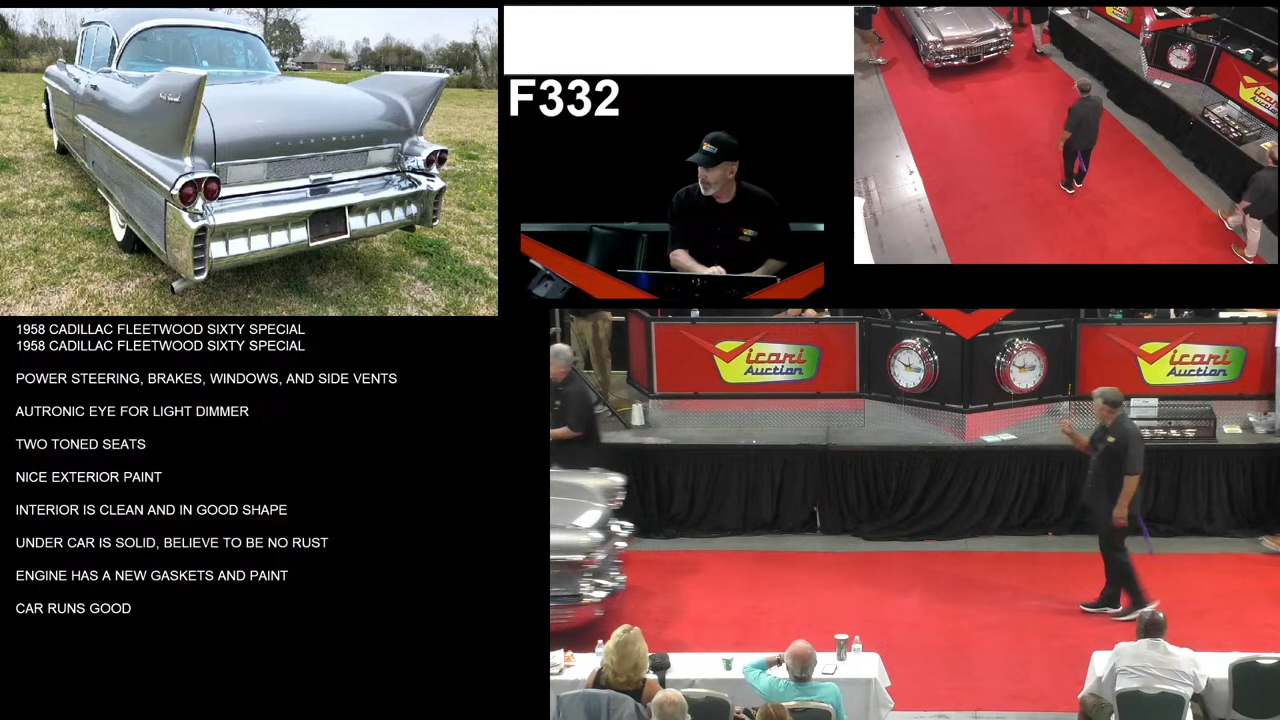 FLEETWOOD
F332
1958 CADILLAC FLEETWOOD SIXTY SPECIAL
1958 CADILLAC FLEETWOOD SIXTY SPECIAL
POWER STEERING, BRAKES, WINDOWS, AND SIDE VENTS
AUTRONIC EYE FOR LIGHT DIMMER
TWO TONED SEATS
NICE EXTERIOR PAINT
INTERIOR IS CLEAN AND IN GOOD SHAPE
UNDER CAR IS SOLID, BELIEVE TO BE NO RUST
ENGINE HAS A NEW GASKETS AND PAINT
CAR RUNS GOOD
Vicari
Auction
Vicari
Auction